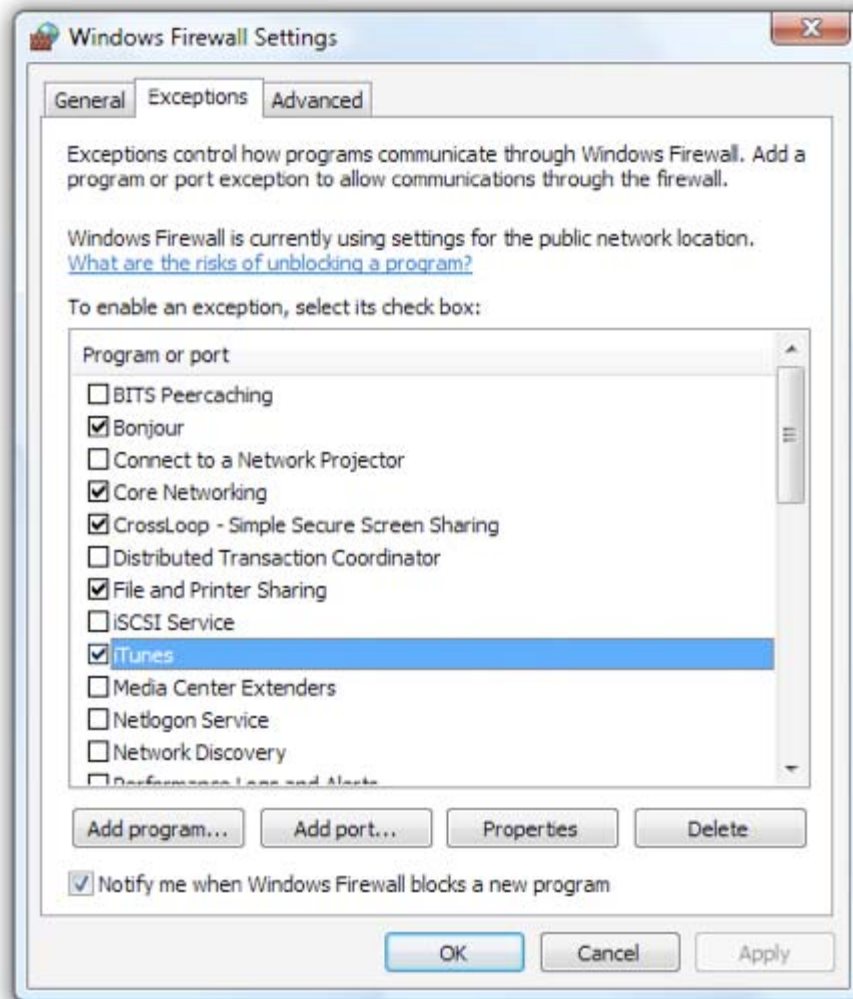 Windows Firewall Settings
General Exceptions Advanced
Exceptions control how programs communicate through Windows Firewall. Add a
program or port exception to allow communications through the firewall.
Windows Firewall is currently using settings for the public network location.
What are the risks of unblocking a program?
To enable an exception, select its check box:
Program or port
BITS Peercaching
Bonjour
Connect to a Network Projector
Core Networking
CrossLoop - Simple Secure Screen Sharing
Distributed Transaction Coordinator
File and Printer Sharing
iSCSI Service
iTunes
Media Center Extenders
Netlogon Service
Network Discovery
Performance Logs and Alerts
Add program... Add port... Properties Delete
Notify me when Windows Firewall blocks a new program
OK Cancel Apply